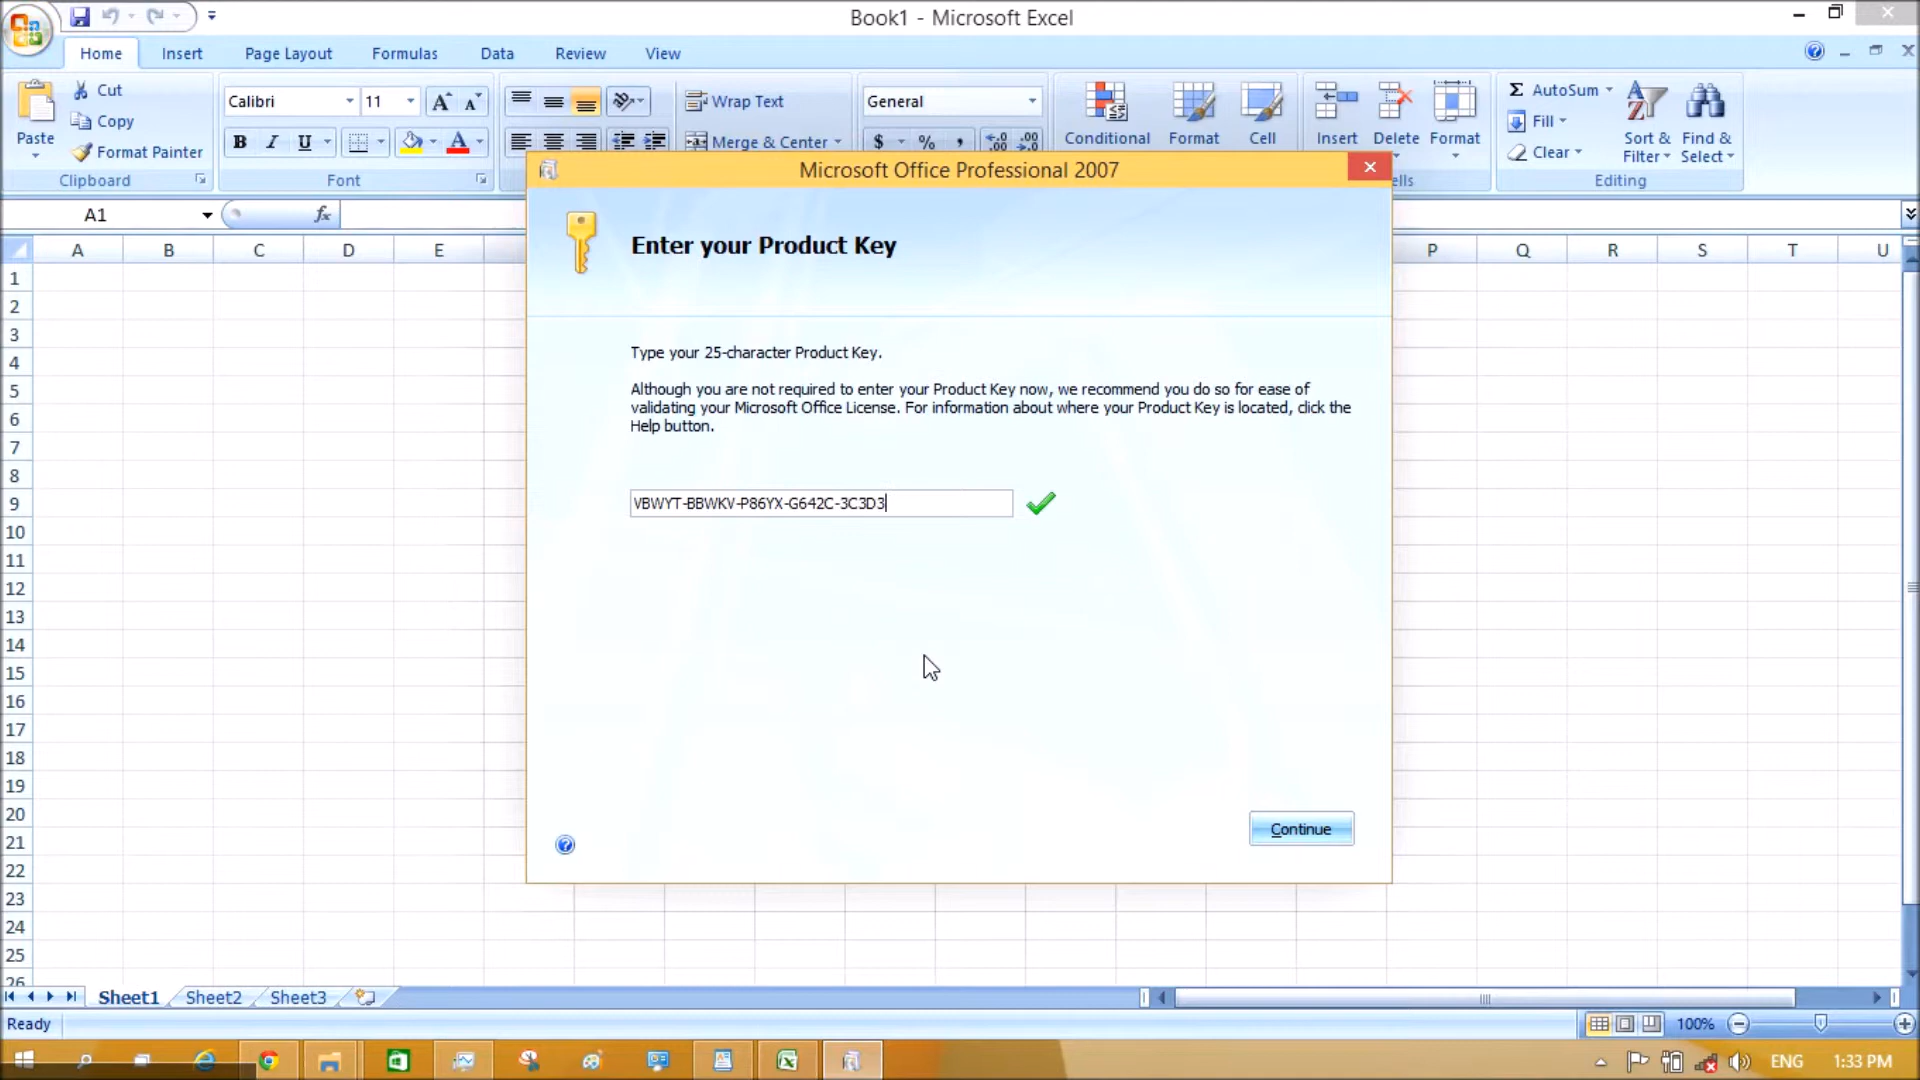 Book1 - Microsoft Excel
Home Insert Page Layout Formulas Data Review View
Cut
Copy
Format Painter
Paste
Clipboard
Calibri 11
B I U
Font
Wrap Text
Merge & Center
General
$ % ,
Conditional Format Cell
Insert Delete Format
ells
Σ AutoSum
Fill
Clear
Sort & Filter
Find & Select
Editing
A1 fx
A B C D E P Q R S T U
1
2
3
4
5
6
7
8
9
10
11
12
13
14
15
16
17
18
19
20
21
22
23
24
25
26
Microsoft Office Professional 2007
Enter your Product Key
Type your 25-character Product Key.
Although you are not required to enter your Product Key now, we recommend you do so for ease of
validating your Microsoft Office License. For information about where your Product Key is located, click the
Help button.
VBWYT-BBWKV-P86YX-G642C-3C3D3
Continue
Sheet1 Sheet2 Sheet3
Ready 100%
ENG 1:33 PM